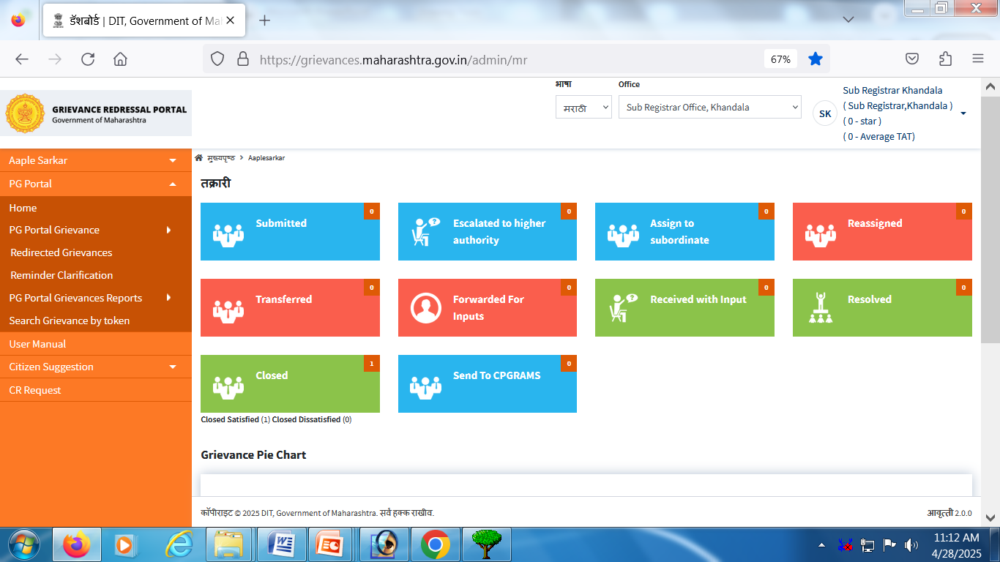 डॅशबोर्ड | DIT, Government of Mah
https://grievances.maharashtra.gov.in/admin/mr
67%
GRIEVANCE REDRESSAL PORTAL
Government of Maharashtra
भाषा
मराठी
Office
Sub Registrar Office, Khandala
SK
Sub Registrar Khandala
( Sub Registrar,Khandala )
( 0 - star )
( 0 - Average TAT)
Aaple Sarkar
PG Portal
Home
PG Portal Grievance
Redirected Grievances
Reminder Clarification
PG Portal Grievances Reports
Search Grievance by token
User Manual
Citizen Suggestion
CR Request
मुख्यपृष्ठ > Aaplesarkar
तक्रारी
Submitted
0
Escalated to higher
authority
0
Assign to
subordinate
0
Reassigned
0
Transferred
0
Forwarded For
Inputs
0
Received with Input
0
Resolved
0
Closed
1
Send To CPGRAMS
0
Closed Satisfied (1) Closed Dissatisfied (0)
Grievance Pie Chart
कॉपीराइट © 2025 DIT, Government of Maharashtra. सर्व हक्क राखीव.
आवृत्ती 2.0.0
11:12 AM
4/28/2025